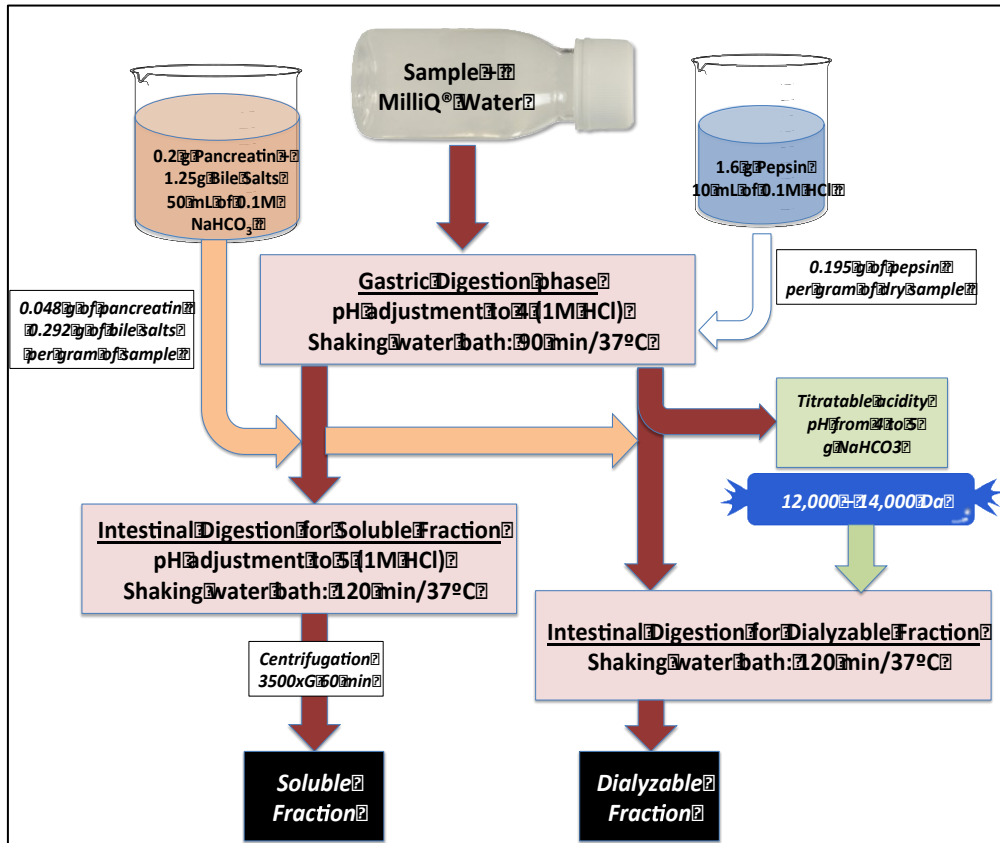 Sample +
MilliQ® Water
0.2 g Pancreatin +
1.25g Bile Salts
50 mL of 0.1M
NaHCO₃
1.6 g Pepsin
10 mL of 0.1M HCl
0.048 g of pancreatin
0.292 g of bile salts
per gram of sample
Gastric Digestion phase
pH adjustment to 4 (1M HCl)
Shaking water bath: 90 min/37ºC
0.195 g of pepsin
per gram of dry sample
Titratable acidity
pH from 4 to 5
g NaHCO3
12,000 – 14,000 Da
Intestinal Digestion for Soluble Fraction
pH adjustment to 5 (1M HCl)
Shaking water bath: 120 min/37ºC
Intestinal Digestion for Dialyzable Fraction
Shaking water bath: 120 min/37ºC
Centrifugation
3500xG 60 min
Soluble
Fraction
Dialyzable
Fraction